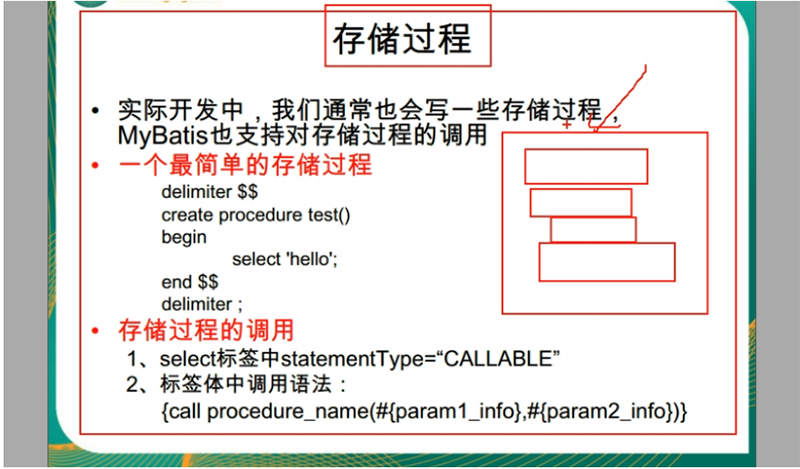 存储过程
• 实际开发中，我们通常也会写一些存储过程，
MyBatis也支持对存储过程的调用
• 一个最简单的存储过程
delimiter $$
create procedure test()
begin
select 'hello';
end $$
delimiter ;
• 存储过程的调用
1、select标签中statementType=“CALLABLE”
2、标签体中调用语法：
{call procedure_name(#{param1_info},#{param2_info})}